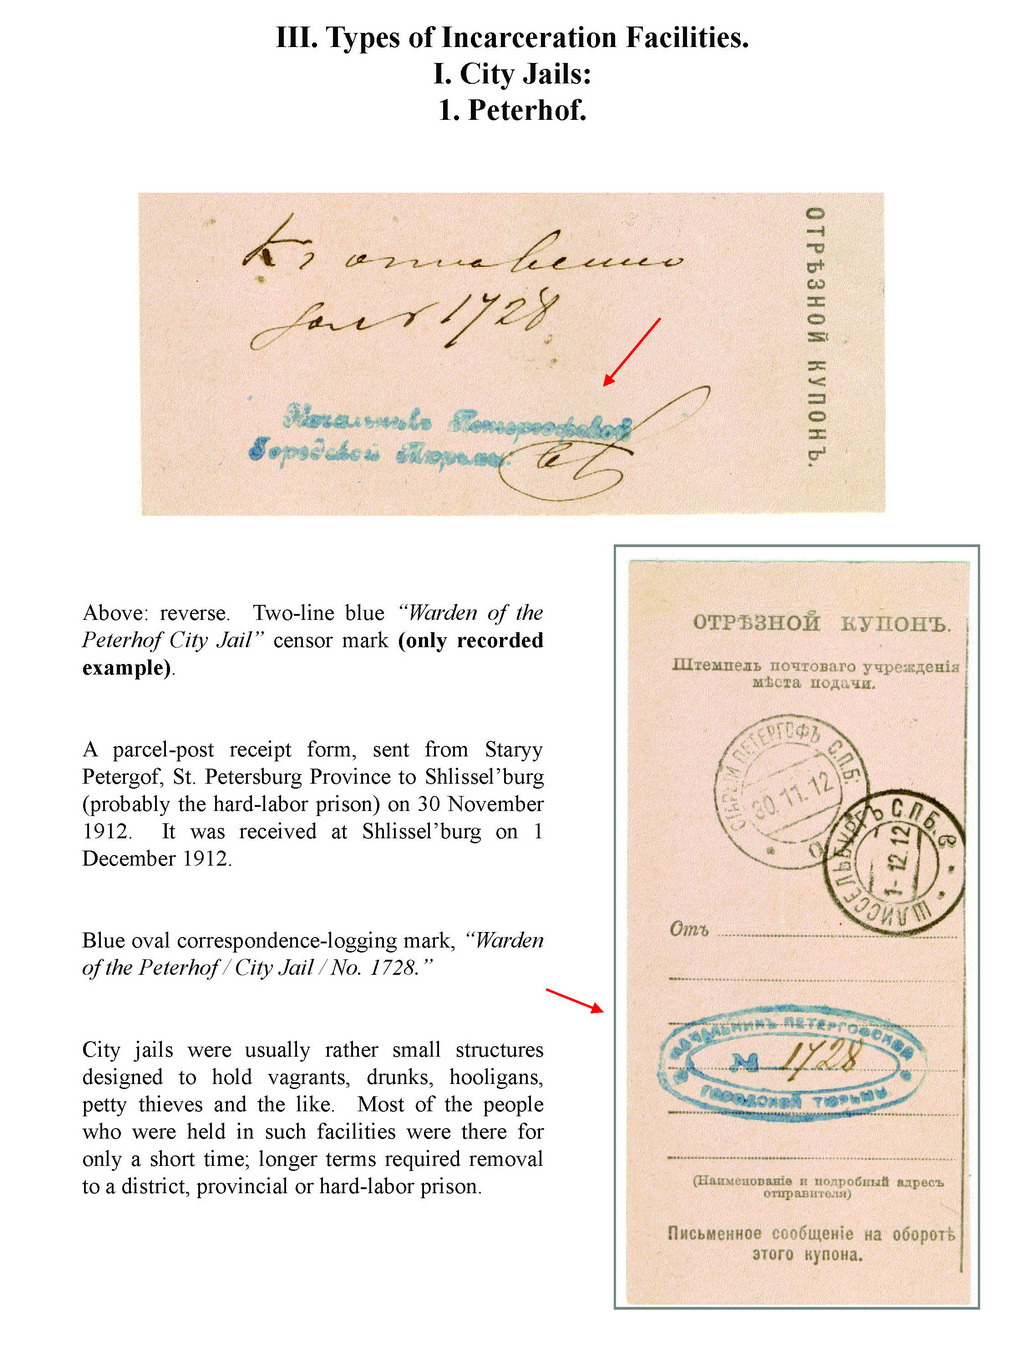 III. Types of Incarceration Facilities.
I. City Jails:
1. Peterhof.
ОТРѢЗНОЙ КУПОНЪ.
1728
Начальникъ Петергофской
Городской Тюрьмы.
Above: reverse. Two-line blue “Warden of the
Peterhof City Jail” censor mark (only recorded
example).
A parcel-post receipt form, sent from Staryy
Petergof, St. Petersburg Province to Shlissel’burg
(probably the hard-labor prison) on 30 November
1912. It was received at Shlissel’burg on 1
December 1912.
Blue oval correspondence-logging mark, “Warden
of the Peterhof / City Jail / No. 1728.”
City jails were usually rather small structures
designed to hold vagrants, drunks, hooligans,
petty thieves and the like. Most of the people
who were held in such facilities were there for
only a short time; longer terms required removal
to a district, provincial or hard-labor prison.
ОТРѢЗНОЙ КУПОНЪ.
Штемпель почтоваго учрежденія
мѣста подачи.
СТАРЫЙ ПЕТЕРГОФЪ С.П.Б.
30.11.12
ШЛИССЕЛЬБУРГЪ С.П.Б.
1-12.12
Отъ
НАЧАЛЬНИКЪ ПЕТЕРГОФСКОЙ
№ 1728
ГОРОДСКОЙ ТЮРЬМЫ.
(Наименованіе и подробный адресъ
отправителя)
Письменное сообщеніе на оборотѣ
этого купона.